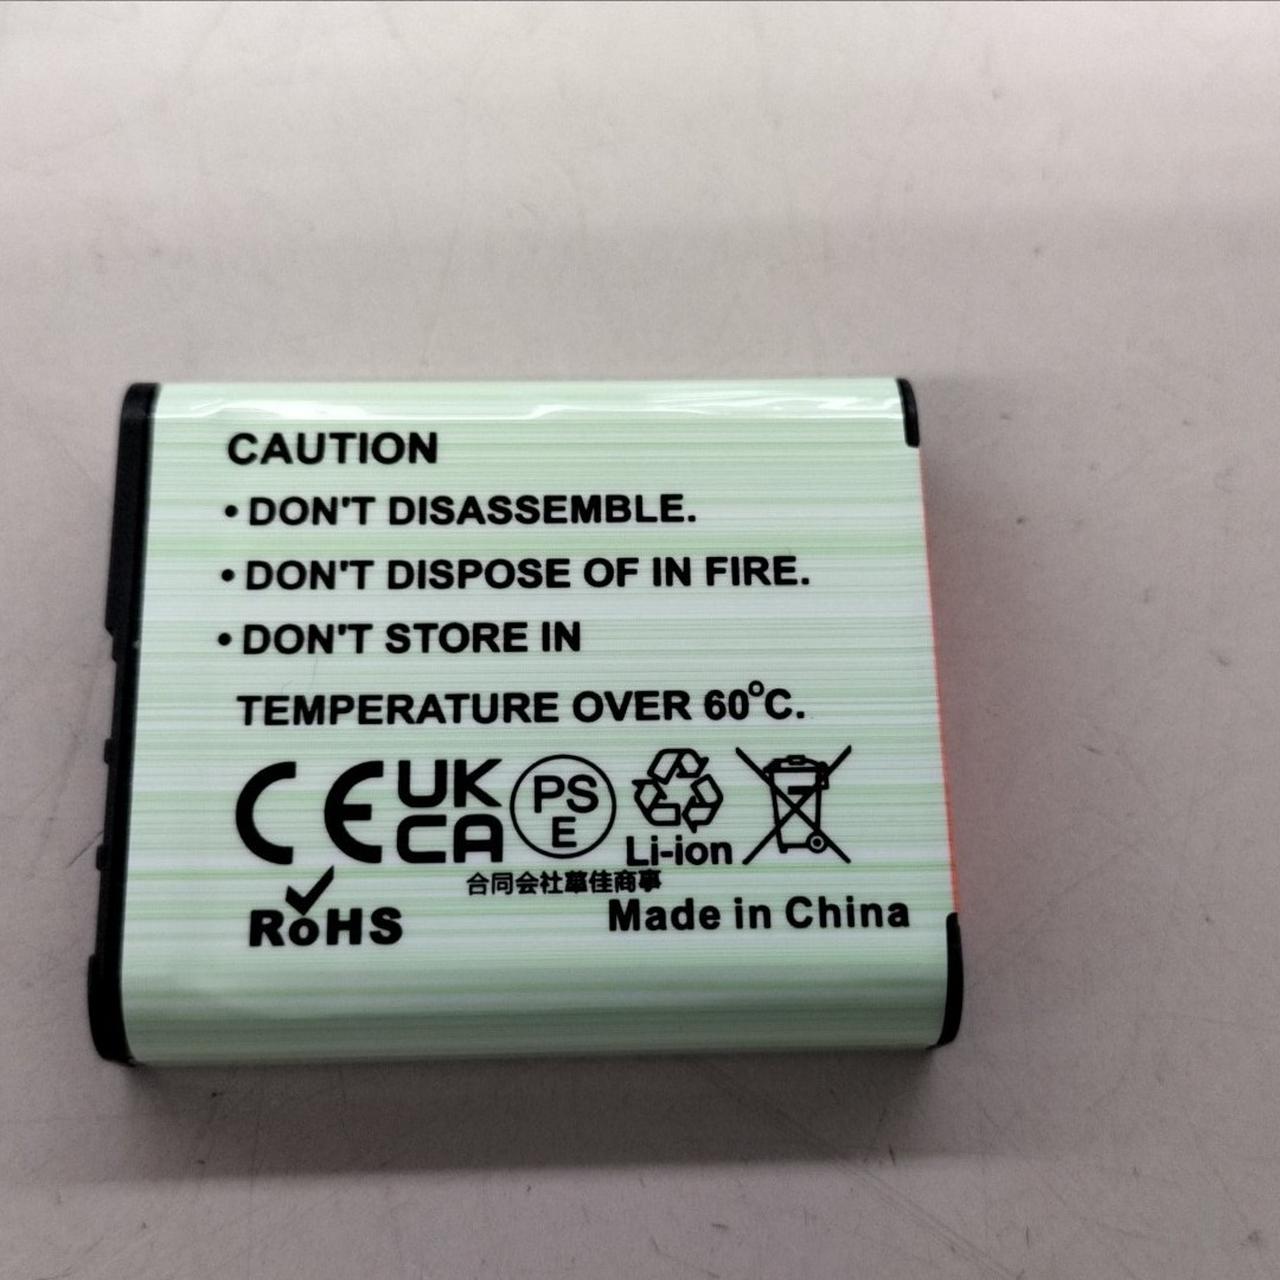 CAUTION
• DON'T DISASSEMBLE.
• DON'T DISPOSE OF IN FIRE.
• DON'T STORE IN
TEMPERATURE OVER 60°C.
CE UK CA PS E
Li-ion
合同会社華佳商事
RoHS
Made in China